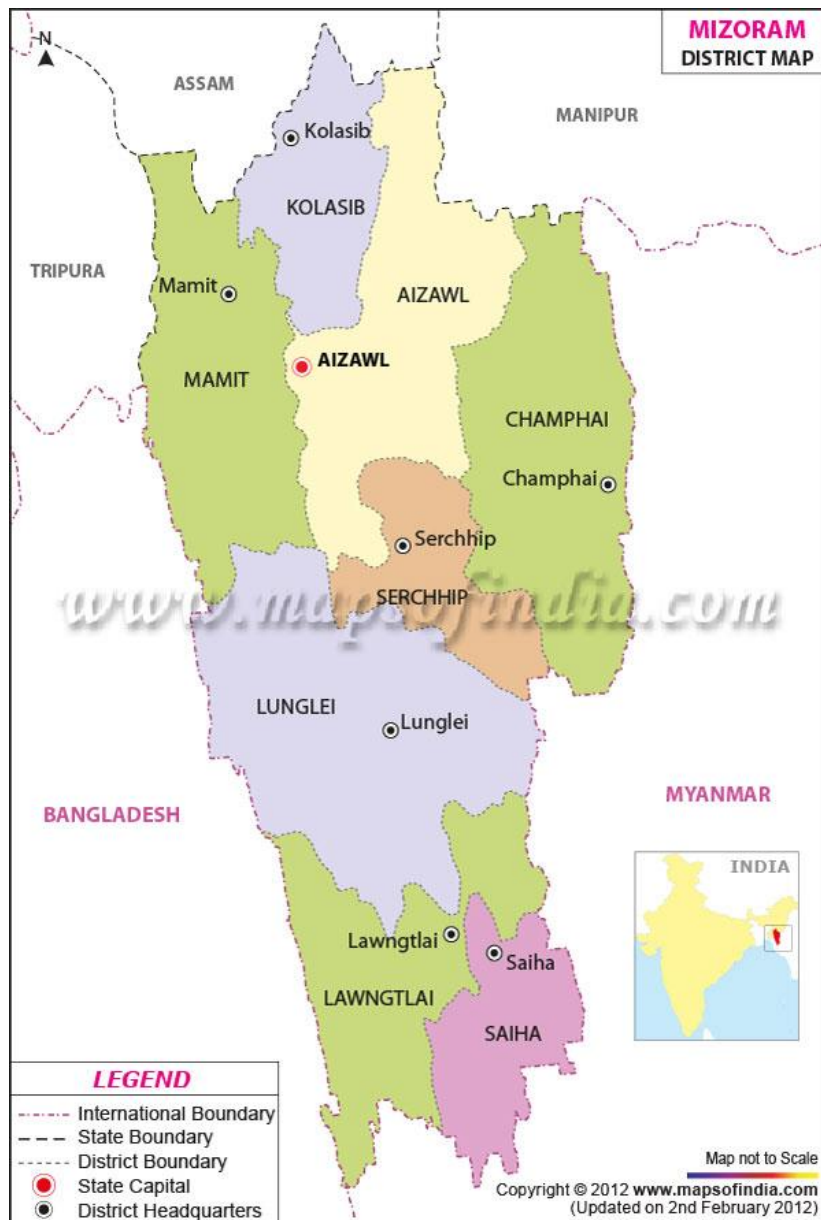 MIZORAM
DISTRICT MAP
N
ASSAM
MANIPUR
Kolasib
KOLASIB
TRIPURA
Mamit
AIZAWL
AIZAWL
MAMIT
CHAMPHAI
Champhai
Serchhip
SERCHHIP
www.mapsofindia.com
LUNGLEI
Lunglei
BANGLADESH
MYANMAR
INDIA
Lawngtlai
Saiha
LAWNGTLAI
SAIHA
LEGEND
International Boundary
State Boundary
District Boundary
State Capital
District Headquarters
Map not to Scale
Copyright © 2012 www.mapsofindia.com
(Updated on 2nd February 2012)